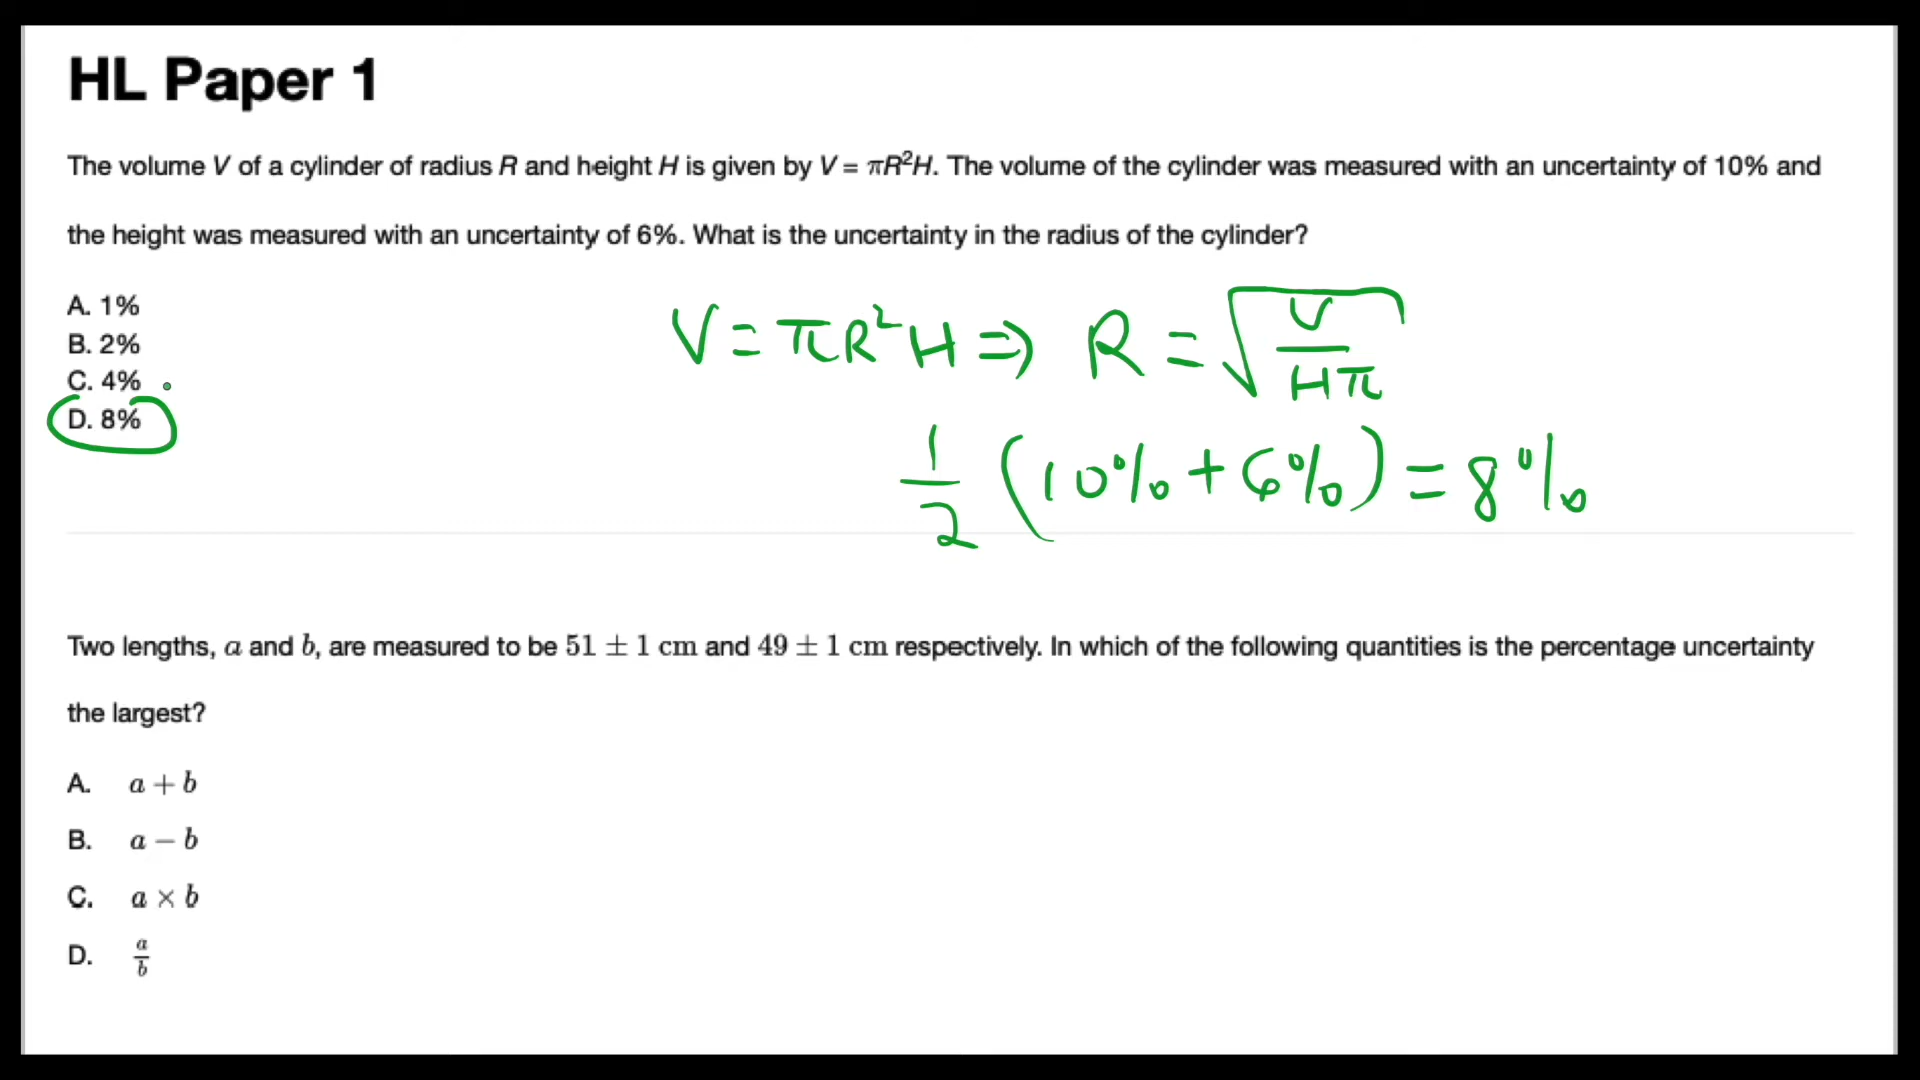 HL Paper 1
The volume V of a cylinder of radius R and height H is given by V = πR²H. The volume of the cylinder was measured with an uncertainty of 10% and
the height was measured with an uncertainty of 6%. What is the uncertainty in the radius of the cylinder?
A. 1%
B. 2%
C. 4%
D. 8%
V = πR²H ⇒ R = √(V/(Hπ))
1/2 (10% + 6%) = 8%
Two lengths, a and b, are measured to be 51 ± 1 cm and 49 ± 1 cm respectively. In which of the following quantities is the percentage uncertainty
the largest?
A. a + b
B. a − b
C. a × b
D. a/b